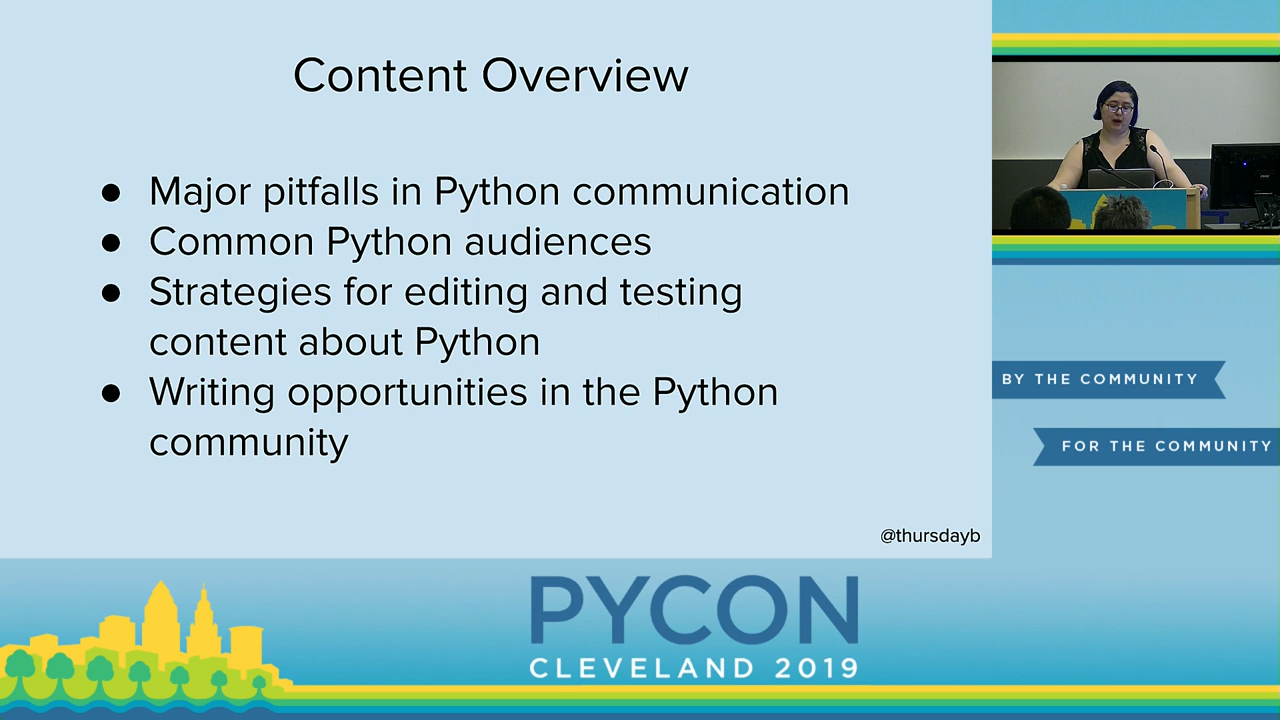 Content Overview
● Major pitfalls in Python communication
● Common Python audiences
● Strategies for editing and testing
content about Python
● Writing opportunities in the Python
community
@thursdayb
BY THE COMMUNITY
FOR THE COMMUNITY
PYCON
CLEVELAND 2019